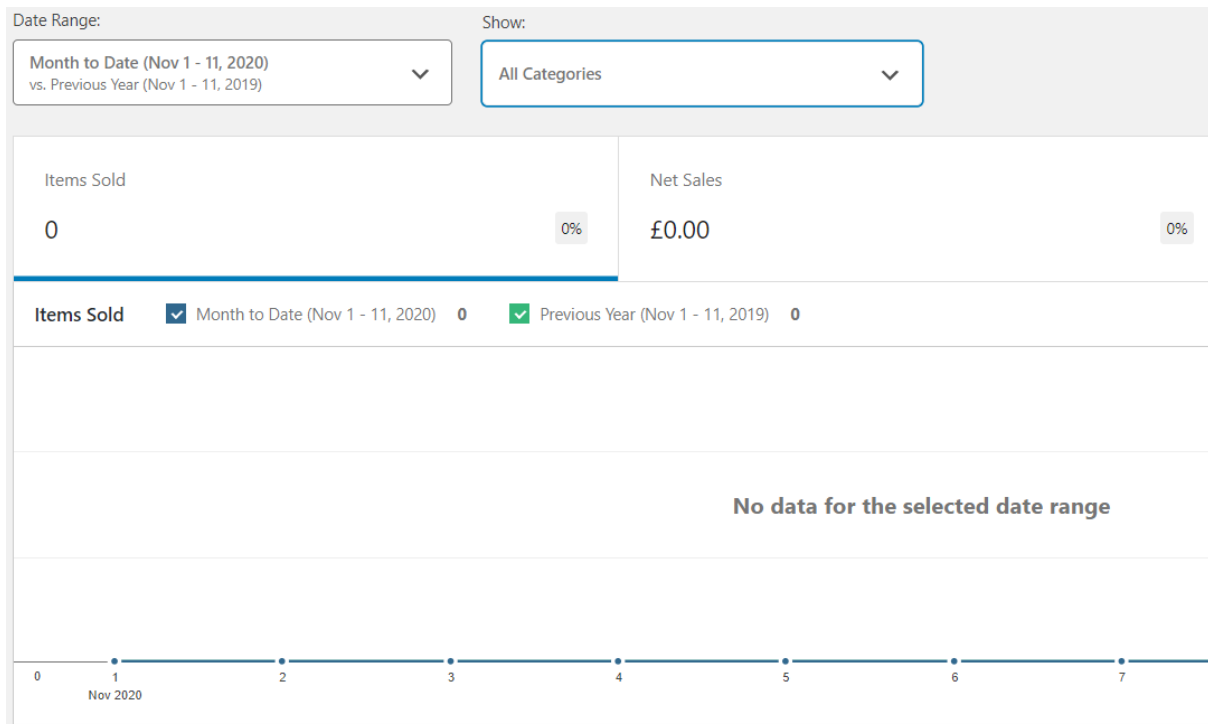 Date Range:
Show:
Month to Date (Nov 1 - 11, 2020)
vs. Previous Year (Nov 1 - 11, 2019)
All Categories
Items Sold
Net Sales
0
0%
£0.00
0%
Items Sold
Month to Date (Nov 1 - 11, 2020)
0
Previous Year (Nov 1 - 11, 2019)
0
No data for the selected date range
0
1
2
3
4
5
6
7
Nov 2020